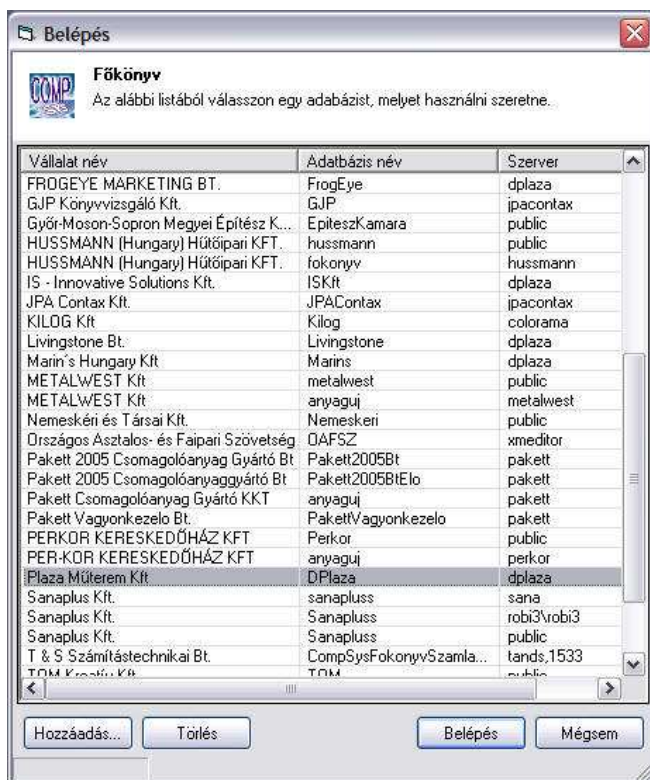 Belépés
COMP
Főkönyv
Az alábbi listából válasszon egy adabázist, melyet használni szeretne.
Vállalat név Adatbázis név Szerver
FROGEYE MARKETING BT. FrogEye dplaza
GJP Könyvvizsgáló Kft. GJP jpacontax
Győr-Moson-Sopron Megyei Építész K... EpiteszKamara public
HUSSMANN (Hungary) Hűtőipari KFT. hussmann public
HUSSMANN (Hungary) Hűtőipari KFT. fokonyv hussmann
IS - Innovative Solutions Kft. ISKft dplaza
JPA Contax Kft. JPAContax jpacontax
KILOG Kft Kilog colorama
Livingstone Bt. Livingstone dplaza
Marin´s Hungary Kft Marins dplaza
METALWEST Kft metalwest public
METALWEST Kft anyaguj metalwest
Nemeskéri és Társai Kft. Nemeskeri public
Országos Asztalos- és Faipari Szövetség OAFSZ xmeditor
Pakett 2005 Csomagolóanyag Gyártó Bt Pakett2005Bt pakett
Pakett 2005 Csomagolóanyaggyártó Bt Pakett2005BtElo pakett
Pakett Csomagolóanyag Gyártó KKT anyaguj pakett
Pakett Vagyonkezelo Bt. PakettVagyonkezelo pakett
PERKOR KERESKEDŐHÁZ KFT Perkor public
PER-KOR KERESKEDŐHÁZ KFT anyaguj perkor
Plaza Műterem Kft DPlaza dplaza
Sanaplus Kft. sanapluss sana
Sanaplus Kft. Sanapluss robi3\robi3
Sanaplus Kft. Sanapluss public
T & S Számítástechnikai Bt. CompSysFokonyvSzamla... tands,1533
TOM Kreatív Kft TOM public
Hozzáadás... Törlés Belépés Mégsem